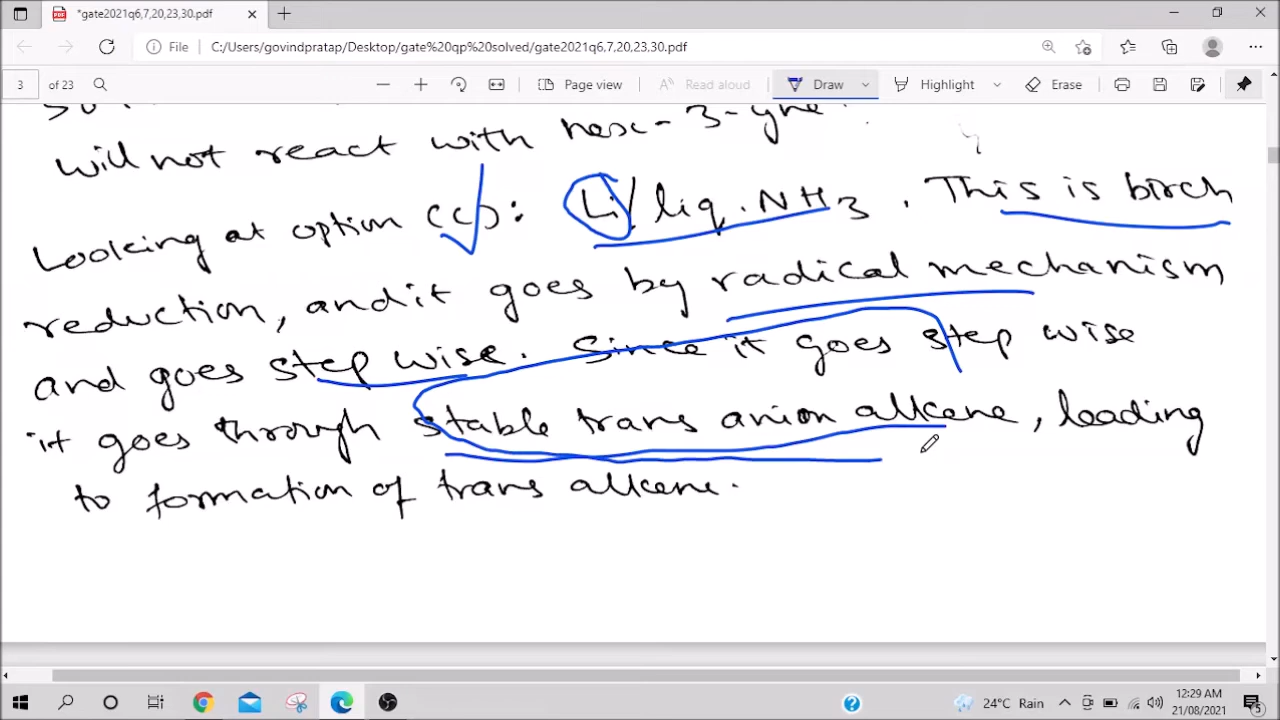 *gate2021q6,7,20,23,30.pdf
File C:/Users/govindpratap/Desktop/gate%20qp%20solved/gate2021q6,7,20,23,30.pdf
3 of 23 Page view Read aloud Draw Highlight Erase
will not react with hex-3-yne.
Looking at option (c): Li/liq.NH3. This is birch
reduction, and it goes by radical mechanism
and goes step wise. Since it goes step wise
it goes through stable trans anion alkene, leading
to formation of trans alkene.
24°C Rain
12:29 AM
21/08/2021
5